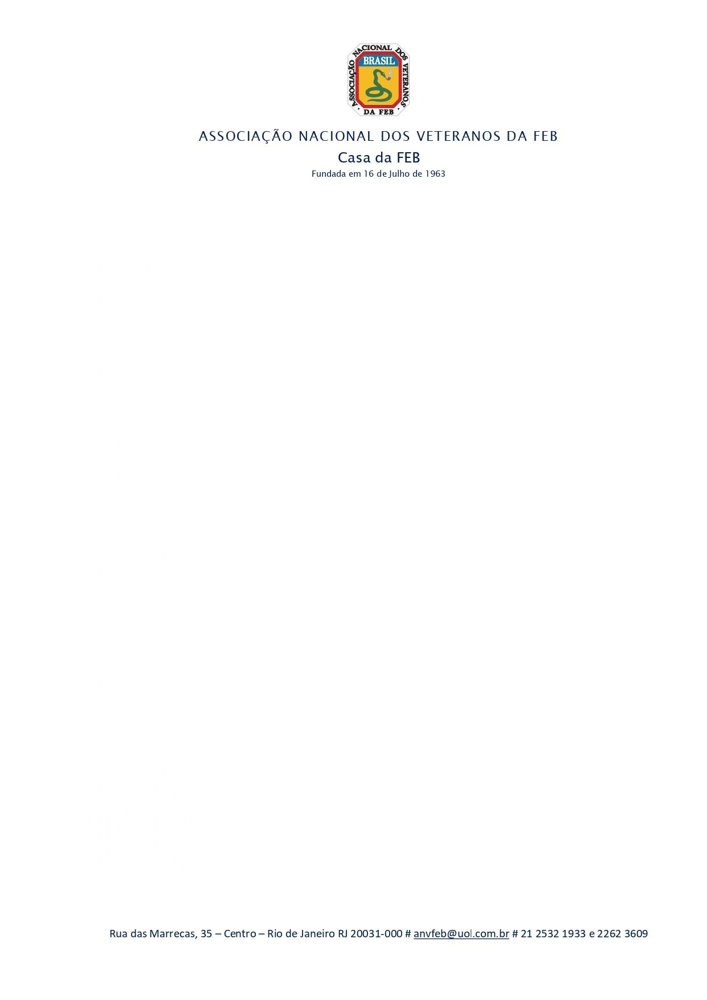 ASSOCIAÇÃO NACIONAL DOS VETERANOS DA FEB
BRASIL
ASSOCIAÇÃO NACIONAL DOS VETERANOS DA FEB
Casa da FEB
Fundada em 16 de Julho de 1963
Rua das Marrecas, 35 – Centro – Rio de Janeiro RJ 20031-000 # anvfeb@uol.com.br # 21 2532 1933 e 2262 3609